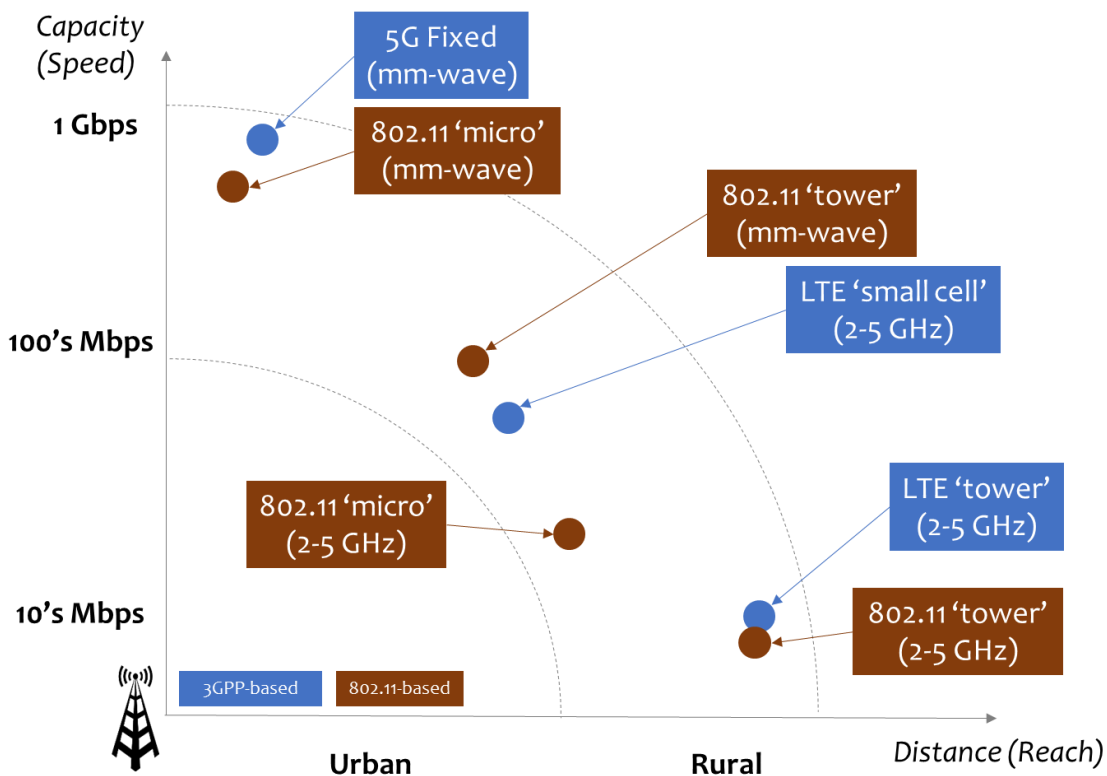 Capacity
(Speed)
5G Fixed
(mm-wave)
1 Gbps
802.11 ‘micro’
(mm-wave)
802.11 ‘tower’
(mm-wave)
LTE ‘small cell’
(2-5 GHz)
100’s Mbps
LTE ‘tower’
(2-5 GHz)
802.11 ‘micro’
(2-5 GHz)
10’s Mbps
802.11 ‘tower’
(2-5 GHz)
3GPP-based
802.11-based
Urban
Rural
Distance (Reach)